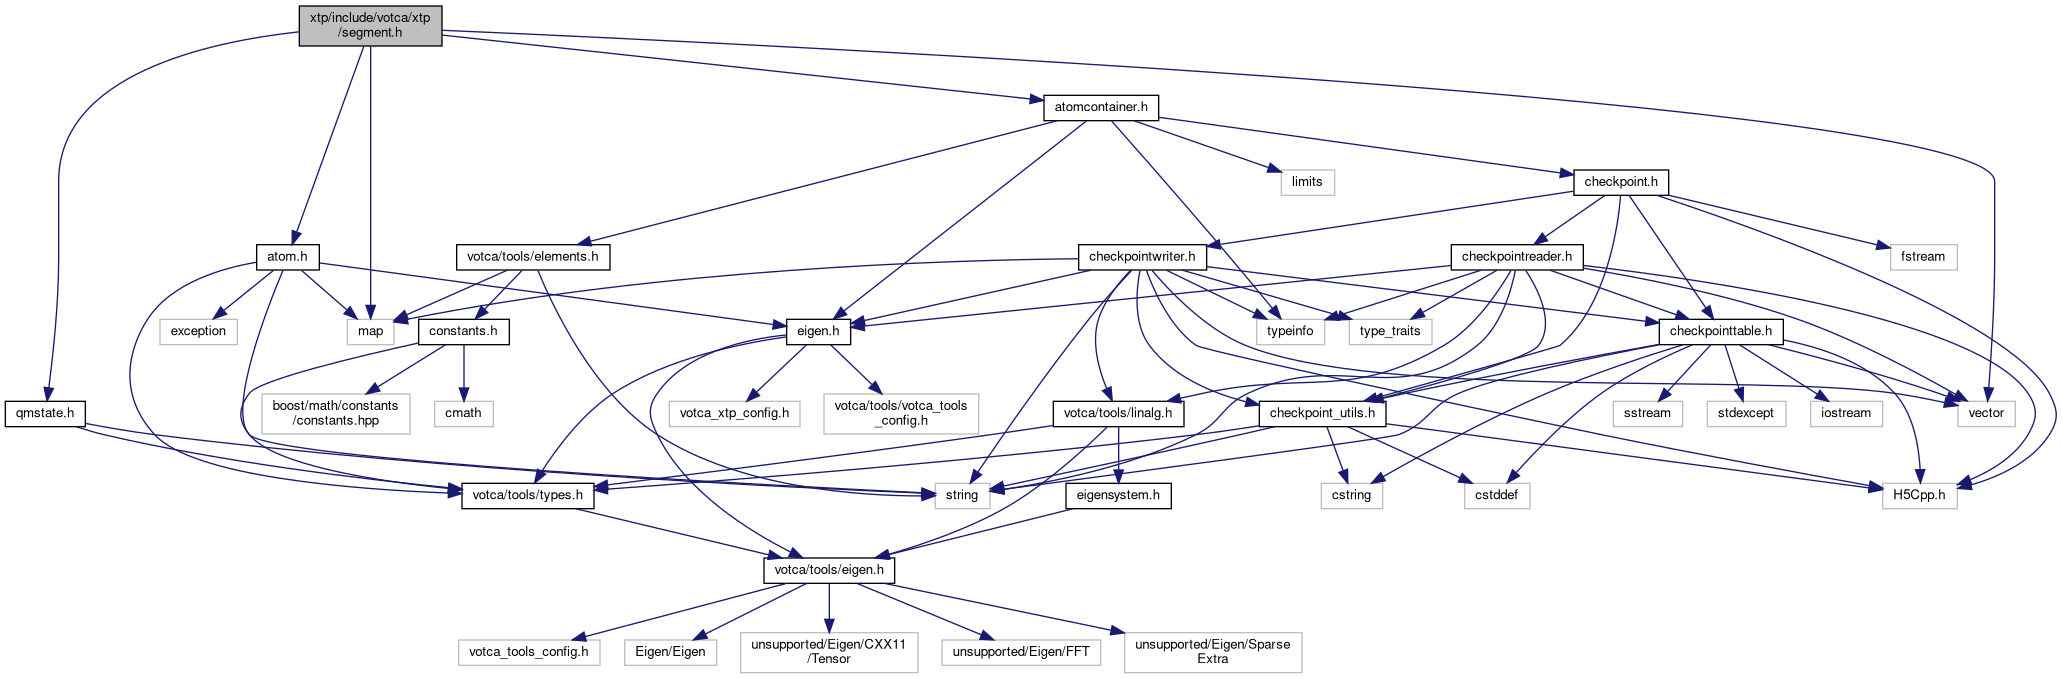 xtp/include/votca/xtp
/segment.h
atomcontainer.h
limits
checkpoint.h
atom.h
votca/tools/elements.h
checkpointwriter.h
checkpointreader.h
fstream
exception
map
constants.h
eigen.h
typeinfo
type_traits
checkpointtable.h
qmstate.h
boost/math/constants
/constants.hpp
cmath
votca_xtp_config.h
votca/tools/votca_tools
_config.h
votca/tools/linalg.h
checkpoint_utils.h
sstream
stdexcept
iostream
vector
votca/tools/types.h
string
eigensystem.h
cstring
cstddef
H5Cpp.h
votca/tools/eigen.h
votca_tools_config.h
Eigen/Eigen
unsupported/Eigen/CXX11
/Tensor
unsupported/Eigen/FFT
unsupported/Eigen/Sparse
Extra